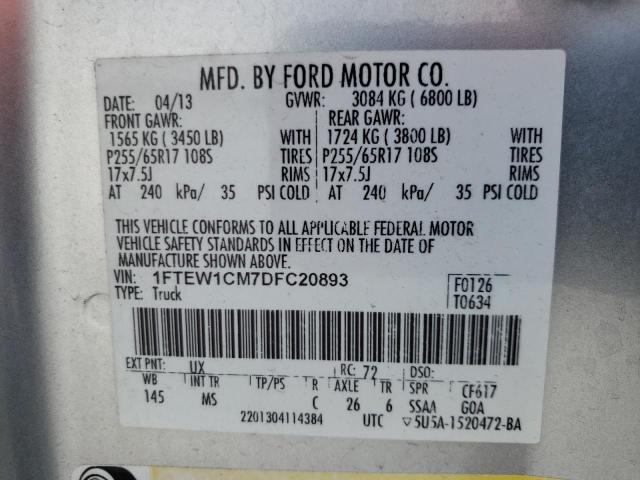 MFD. BY FORD MOTOR CO.
DATE: 04/13 GVWR: 3084 KG ( 6800 LB)
FRONT GAWR: REAR GAWR:
1565 KG ( 3450 LB) WITH 1724 KG ( 3800 LB) WITH
P255/65R17 108S TIRES P255/65R17 108S TIRES
17x7.5J RIMS 17x7.5J RIMS
AT 240 kPa/ 35 PSI COLD AT 240 kPa/ 35 PSI COLD
THIS VEHICLE CONFORMS TO ALL APPLICABLE FEDERAL MOTOR
VEHICLE SAFETY STANDARDS IN EFFECT ON THE DATE OF
MANUFACTURE SHOWN ABOVE.
VIN: 1FTEW1CM7DFC20893 F0126
TYPE: Truck T0634
EXT PNT: UX RC: 72 DSO:
WB INT TR TP/PS R AXLE TR SPR CF617
145 MS C 26 6 SSAA GOA
2201304114384 UTC ▽5U5A-1520472-BA